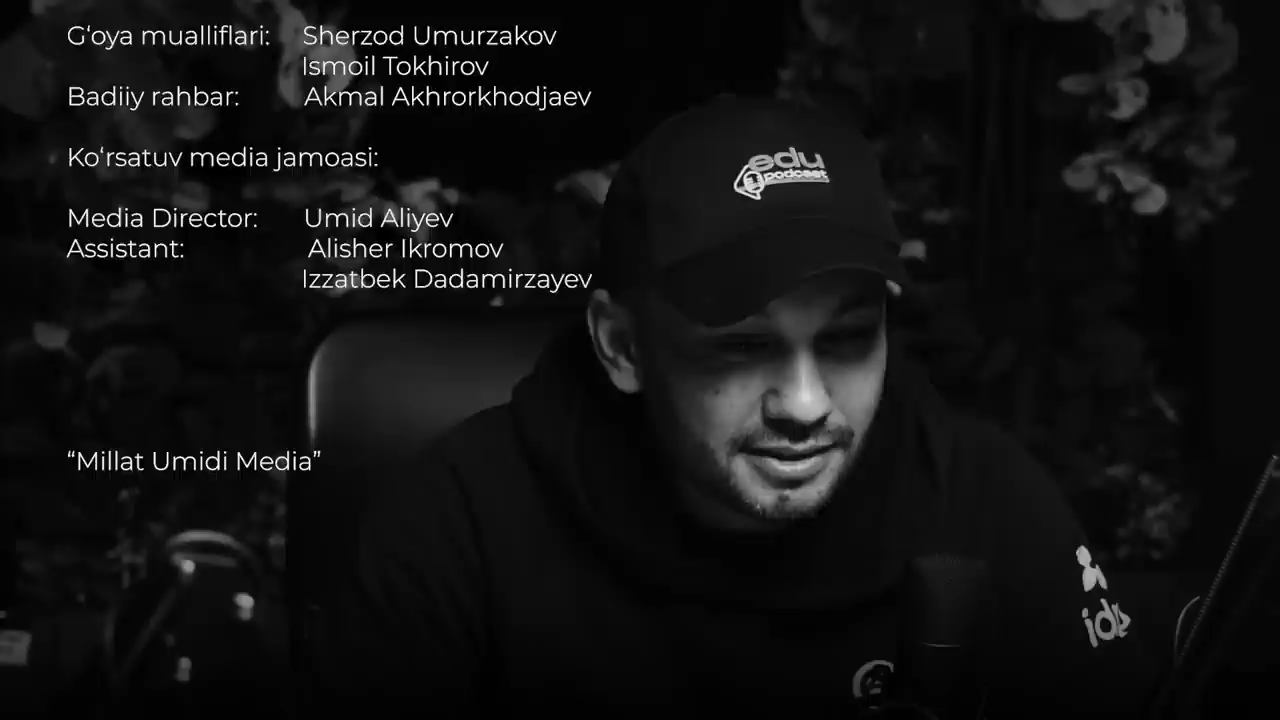 G‘oya mualliflari: Sherzod Umurzakov
Ismoil Tokhirov
Badiiy rahbar: Akmal Akhrorkhodjaev
Ko‘rsatuv media jamoasi:
Media Director: Umid Aliyev
Assistant: Alisher Ikromov
Izzatbek Dadamirzayev
“Millat Umidi Media”
edu
podcast